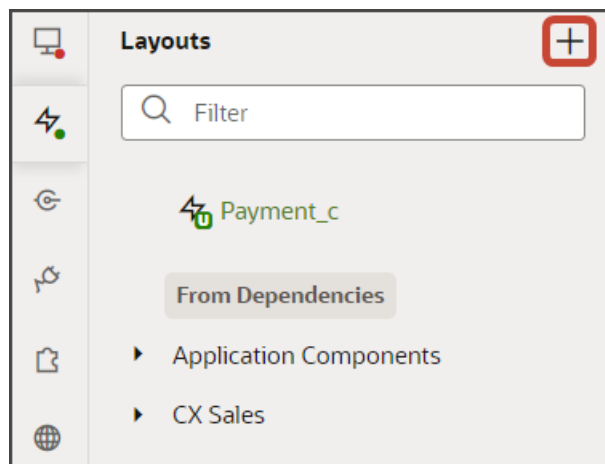 Layouts
Filter
Payment_c
From Dependencies
Application Components
CX Sales